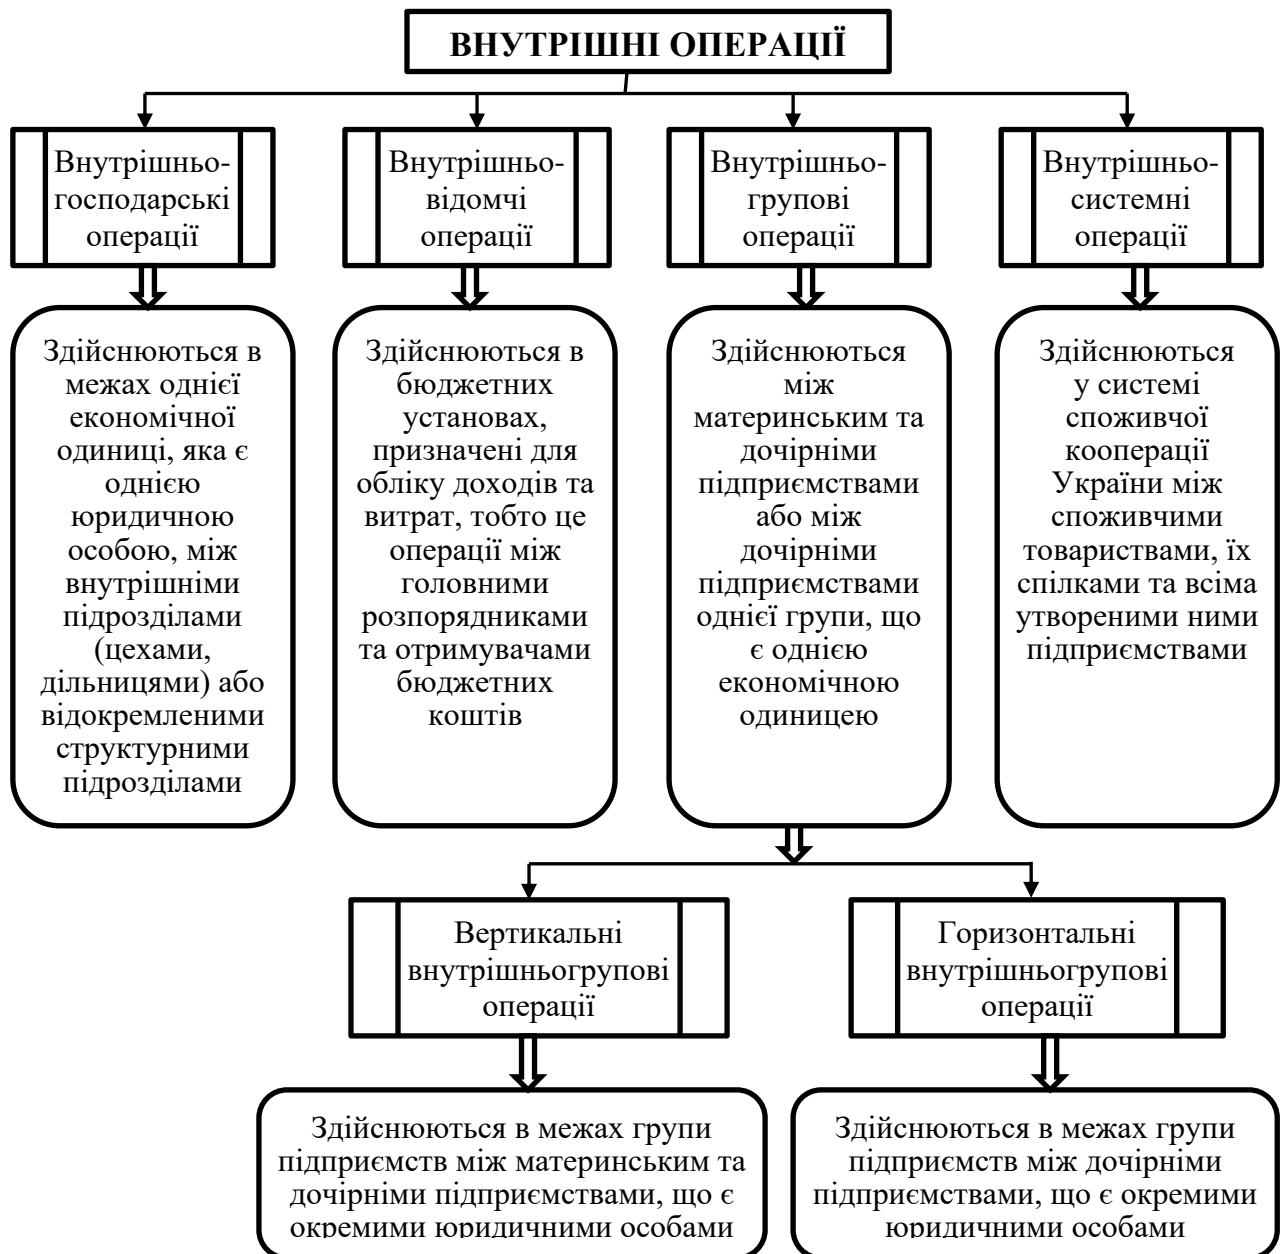 ВНУТРІШНІ ОПЕРАЦІЇ
Внутрішньо-
господарські
операції
Внутрішньо-
відомчі
операції
Внутрішньо-
групові
операції
Внутрішньо-
системні
операції
Здійснюються в
межах однієї
економічної
одиниці, яка є
однією
юридичною
особою, між
внутрішніми
підрозділами
(цехами,
дільницями) або
відокремленими
структурними
підрозділами
Здійснюються в
бюджетних
установах,
призначені для
обліку доходів та
витрат, тобто це
операції між
головними
розпорядниками
та отримувачами
бюджетних
коштів
Здійснюються
між
материнським та
дочірніми
підприємствами
або між
дочірніми
підприємствами
однієї групи, що
є однією
економічною
одиницею
Здійснюються
у системі
споживчої
кооперації
України між
споживчими
товариствами, їх
спілками та всіма
утвореними ними
підприємствами
Вертикальні
внутрішньогрупові
операції
Горизонтальні
внутрішньогрупові
операції
Здійснюються в межах групи
підприємств між материнським та
дочірніми підприємствами, що є
окремими юридичними особами
Здійснюються в межах групи
підприємств між дочірніми
підприємствами, що є окремими
юридичними особами